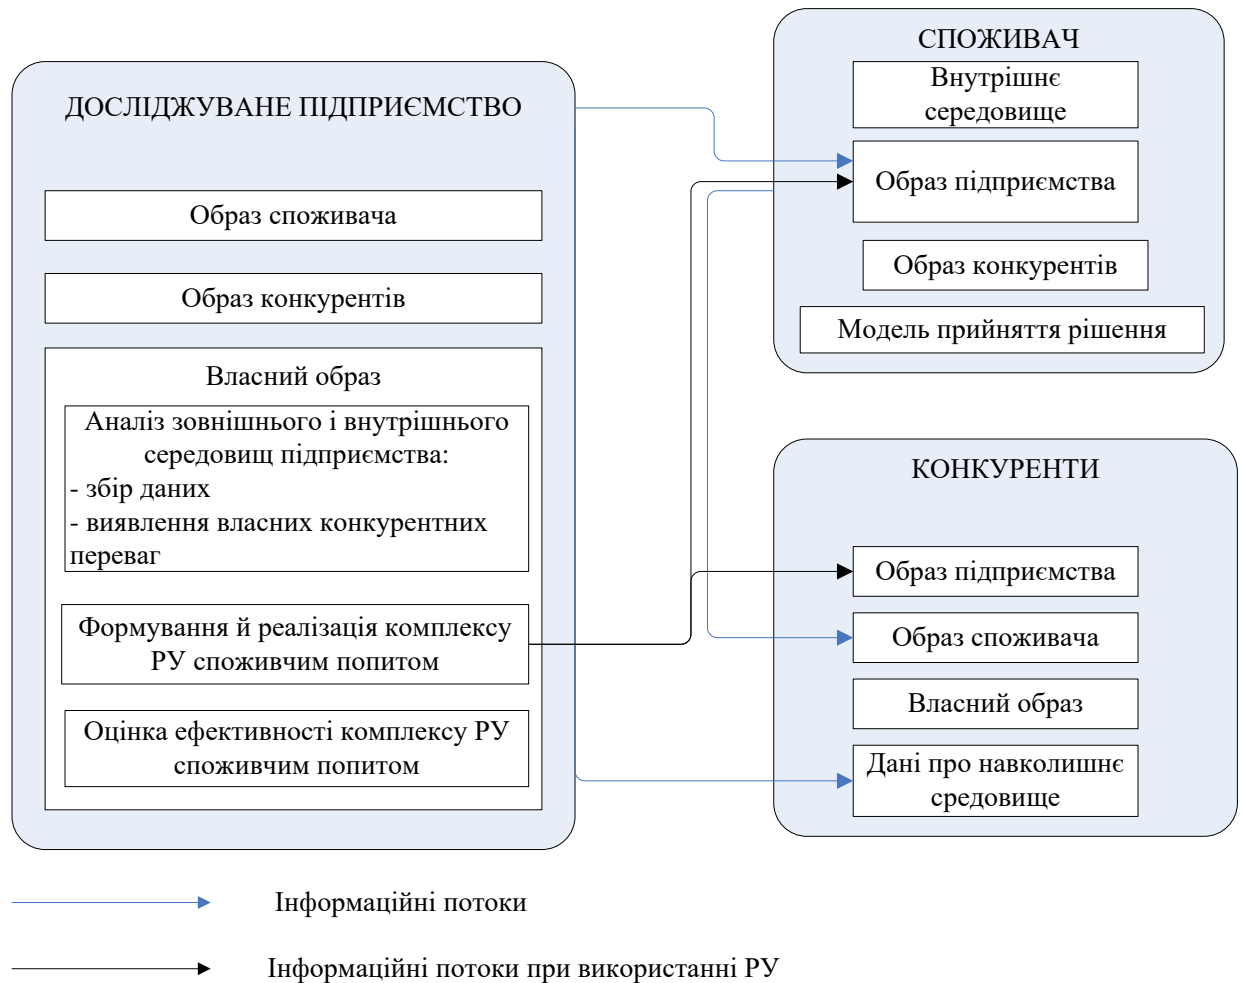 ДОСЛІДЖУВАНЕ ПІДПРИЄМСТВО
Образ споживача
Образ конкурентів
Власний образ
Аналіз зовнішнього і внутрішнього
середовищ підприємства:
- збір даних
- виявлення власних конкурентних
переваг
Формування й реалізація комплексу
РУ споживчим попитом
Оцінка ефективності комплексу РУ
споживчим попитом
СПОЖИВАЧ
Внутрішнє
середовище
Образ підприємства
Образ конкурентів
Модель прийняття рішення
КОНКУРЕНТИ
Образ підприємства
Образ споживача
Власний образ
Дані про навколишнє
средовище
Інформаційні потоки
Інформаційні потоки при використанні РУ